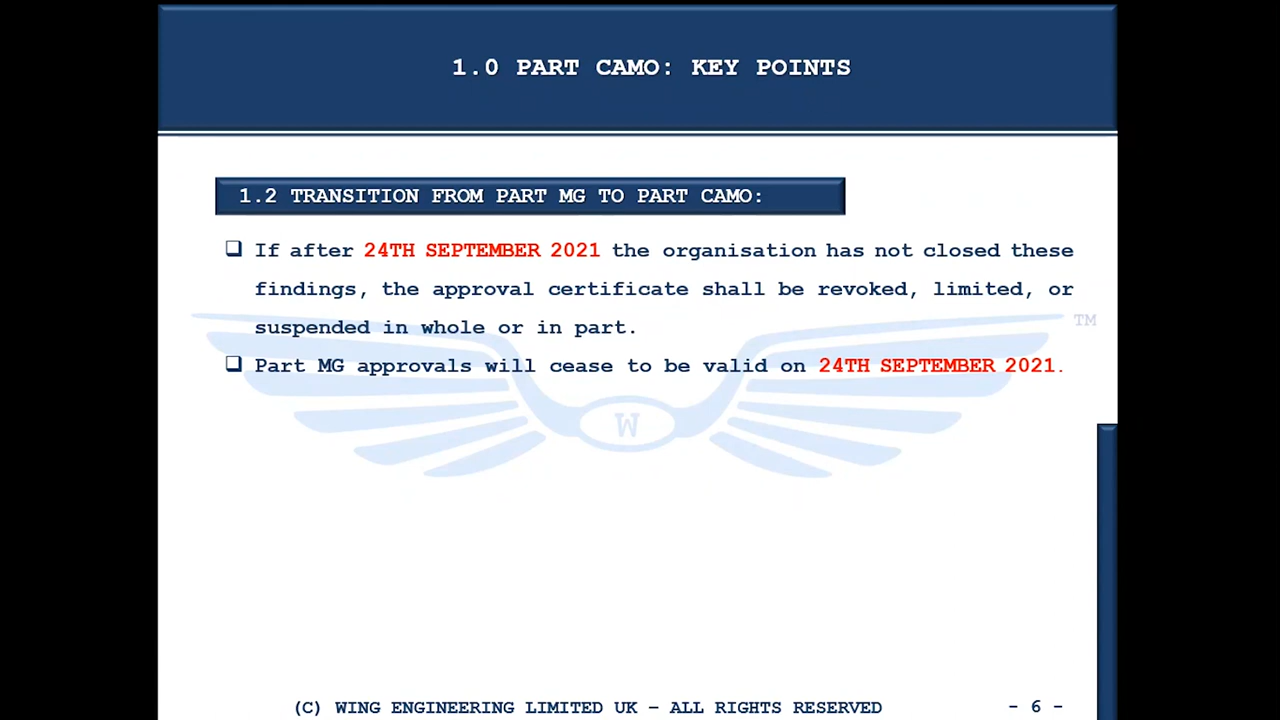 1.0 PART CAMO: KEY POINTS
1.2 TRANSITION FROM PART MG TO PART CAMO:
❑ If after 24TH SEPTEMBER 2021 the organisation has not closed these
findings, the approval certificate shall be revoked, limited, or
suspended in whole or in part.
TM
❑ Part MG approvals will cease to be valid on 24TH SEPTEMBER 2021.
W
(C) WING ENGINEERING LIMITED UK – ALL RIGHTS RESERVED
- 6 -